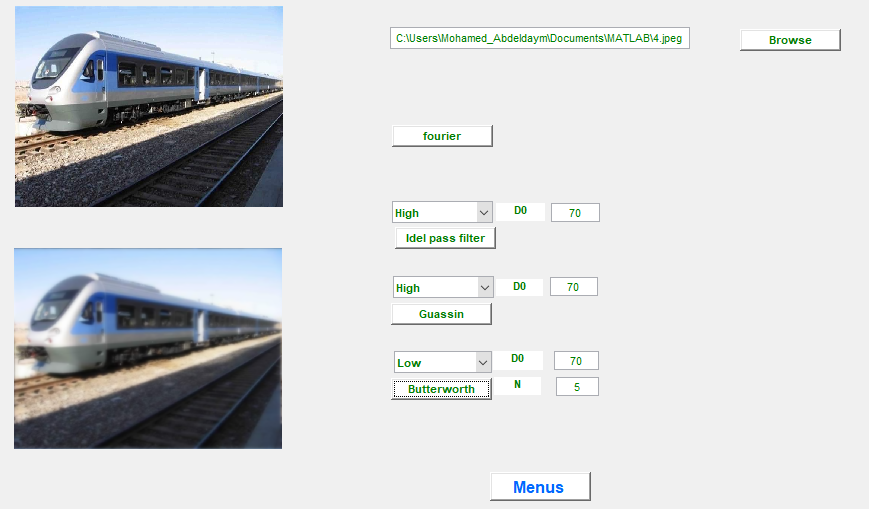 C:\Users\Mohamed_Abdeldaym\Documents\MATLAB\4.jpeg Browse
fourier
High D0 70
Idel pass filter
High D0 70
Guassin
Low D0 70
Butterworth N 5
Menus